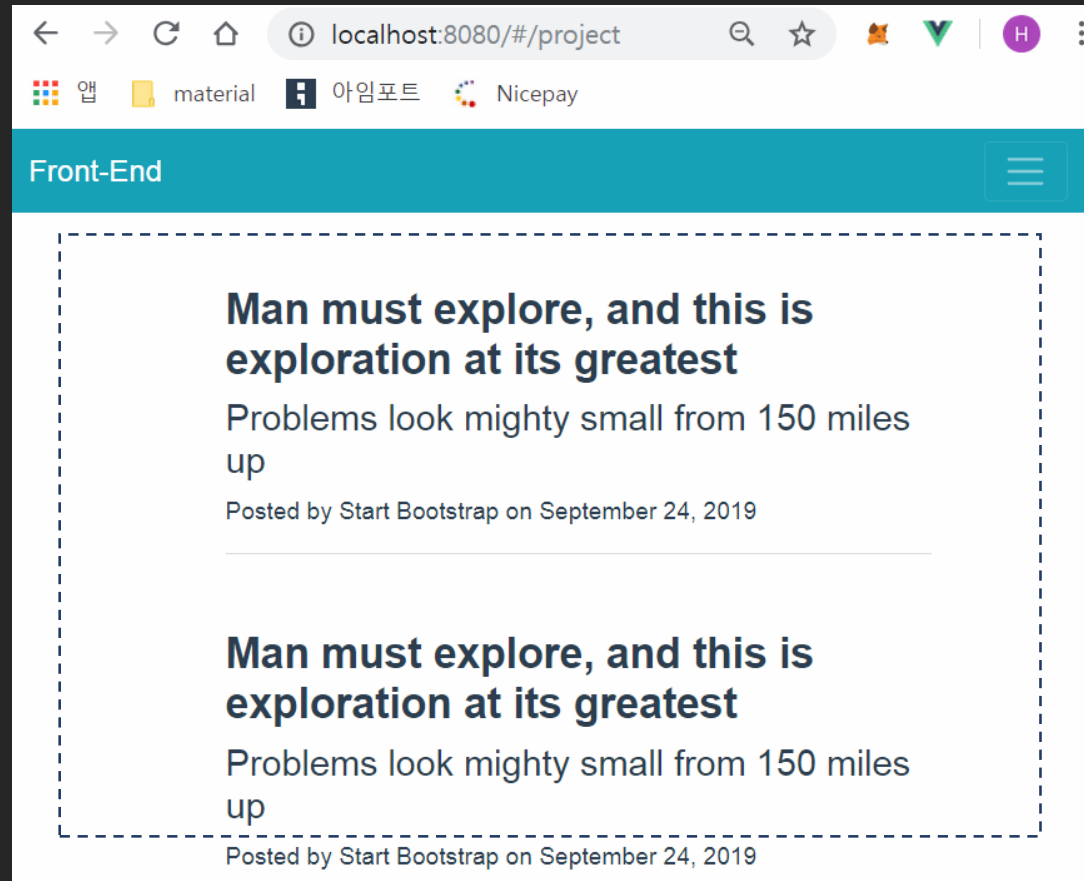 localhost:8080/#/project
H
앱 material 아임포트 Nicepay
Front-End
Man must explore, and this is
exploration at its greatest
Problems look mighty small from 150 miles
up
Posted by Start Bootstrap on September 24, 2019
Man must explore, and this is
exploration at its greatest
Problems look mighty small from 150 miles
up
Posted by Start Bootstrap on September 24, 2019